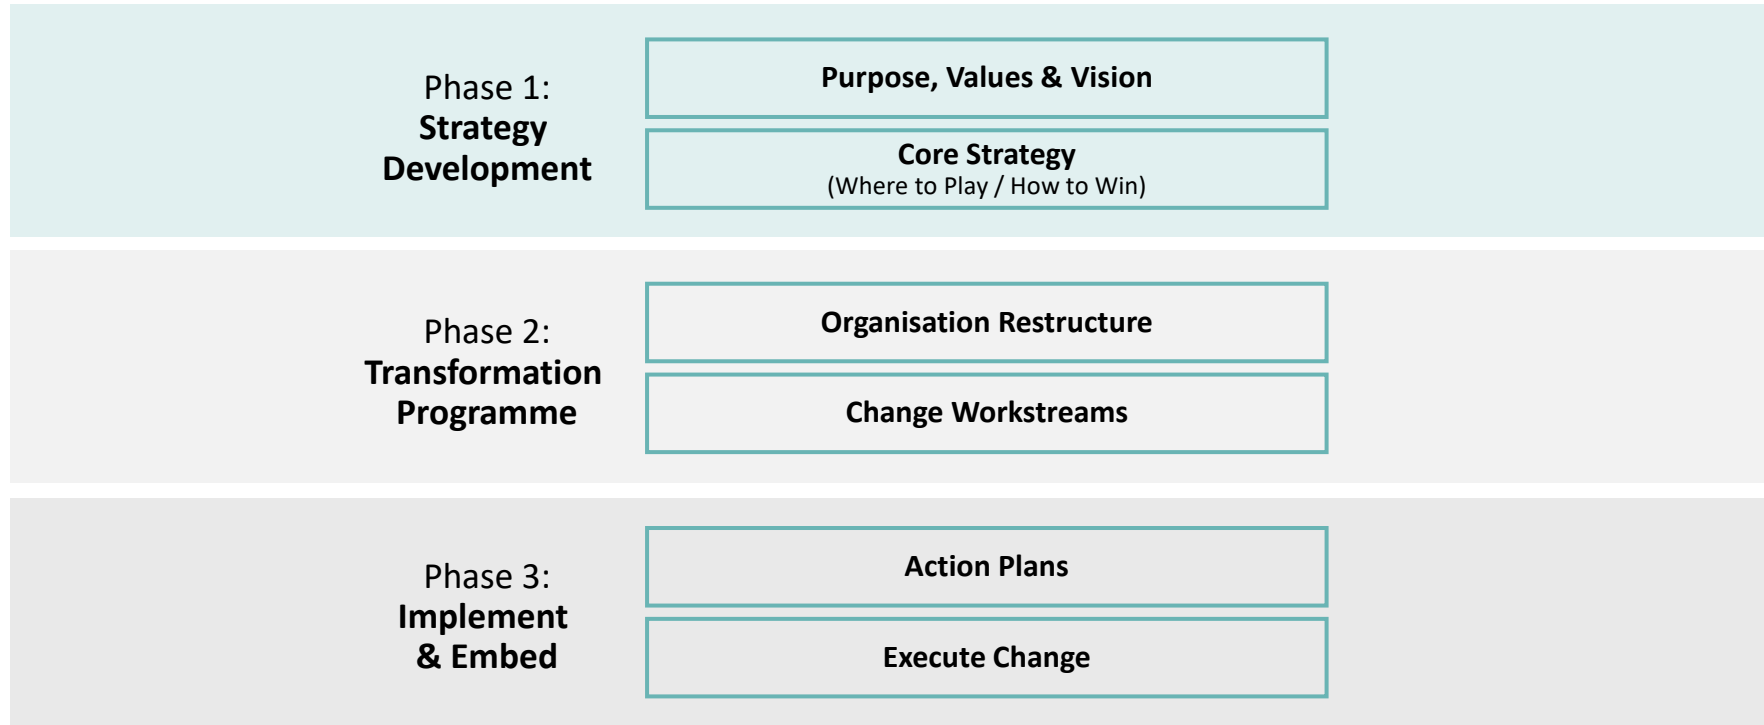 Phase 1:
Strategy
Development
Purpose, Values & Vision
Core Strategy
(Where to Play / How to Win)
Phase 2:
Transformation
Programme
Organisation Restructure
Change Workstreams
Phase 3:
Implement
& Embed
Action Plans
Execute Change